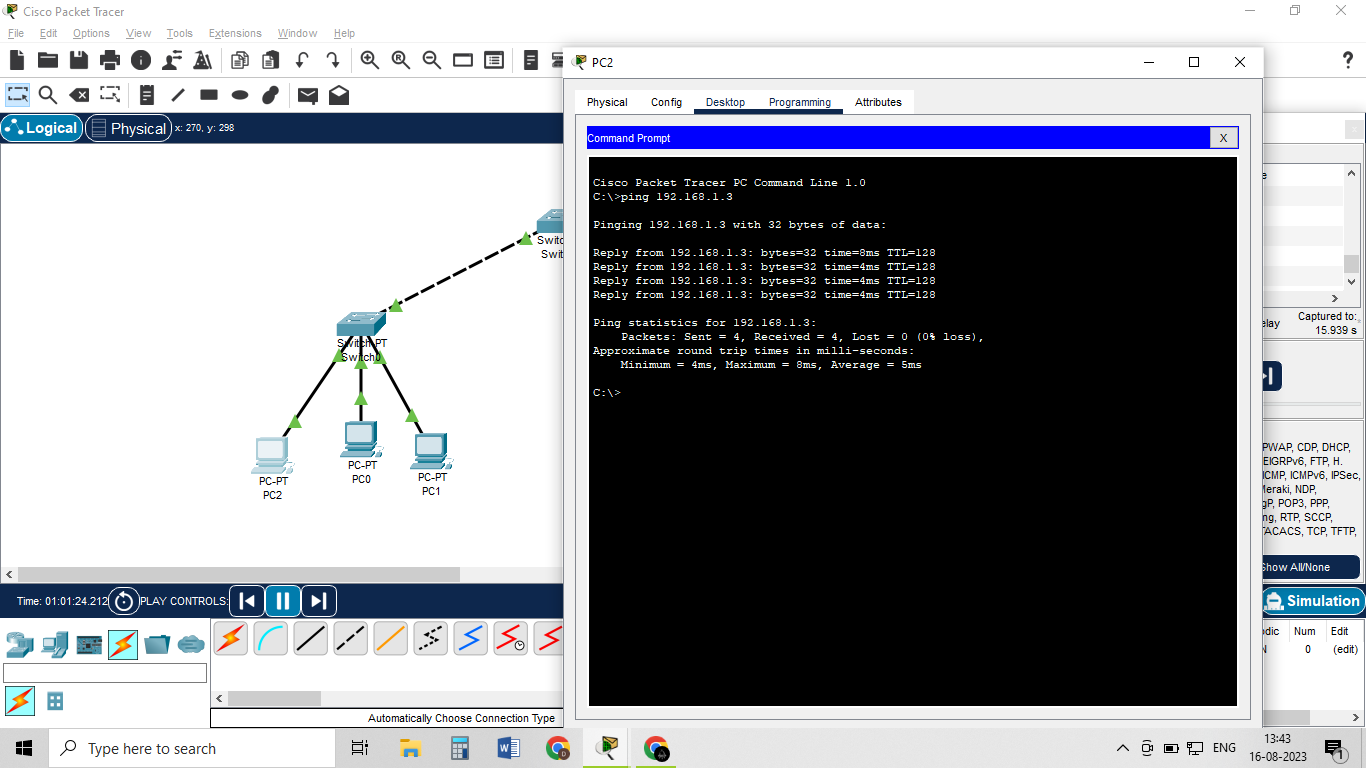 Cisco Packet Tracer
File Edit Options View Tools Extensions Window Help
?
Logical
Physical
x: 270, y: 298
PC2
Physical Config Desktop Programming Attributes
Command Prompt
X
Cisco Packet Tracer PC Command Line 1.0
C:\>ping 192.168.1.3
Pinging 192.168.1.3 with 32 bytes of data:
Reply from 192.168.1.3: bytes=32 time=8ms TTL=128
Reply from 192.168.1.3: bytes=32 time=4ms TTL=128
Reply from 192.168.1.3: bytes=32 time=4ms TTL=128
Reply from 192.168.1.3: bytes=32 time=4ms TTL=128
Ping statistics for 192.168.1.3:
Packets: Sent = 4, Received = 4, Lost = 0 (0% loss),
Approximate round trip times in milli-seconds:
Minimum = 4ms, Maximum = 8ms, Average = 5ms
C:\>
Switc
Swit
Switch-PT
Switch0
PC-PT
PC2
PC-PT
PC0
PC-PT
PC1
elay
Captured to:
15.939 s
PWAP, CDP, DHCP,
EIGRPv6, FTP, H.
ICMP, ICMPv6, IPSec,
Meraki, NDP,
gP, POP3, PPP,
ng, RTP, SCCP,
TACACS, TCP, TFTP,
Show All/None
Time: 01:01:24.212
PLAY CONTROLS:
Simulation
odic Num Edit
N 0 (edit)
Automatically Choose Connection Type
Type here to search
ENG
13:43
16-08-2023
1